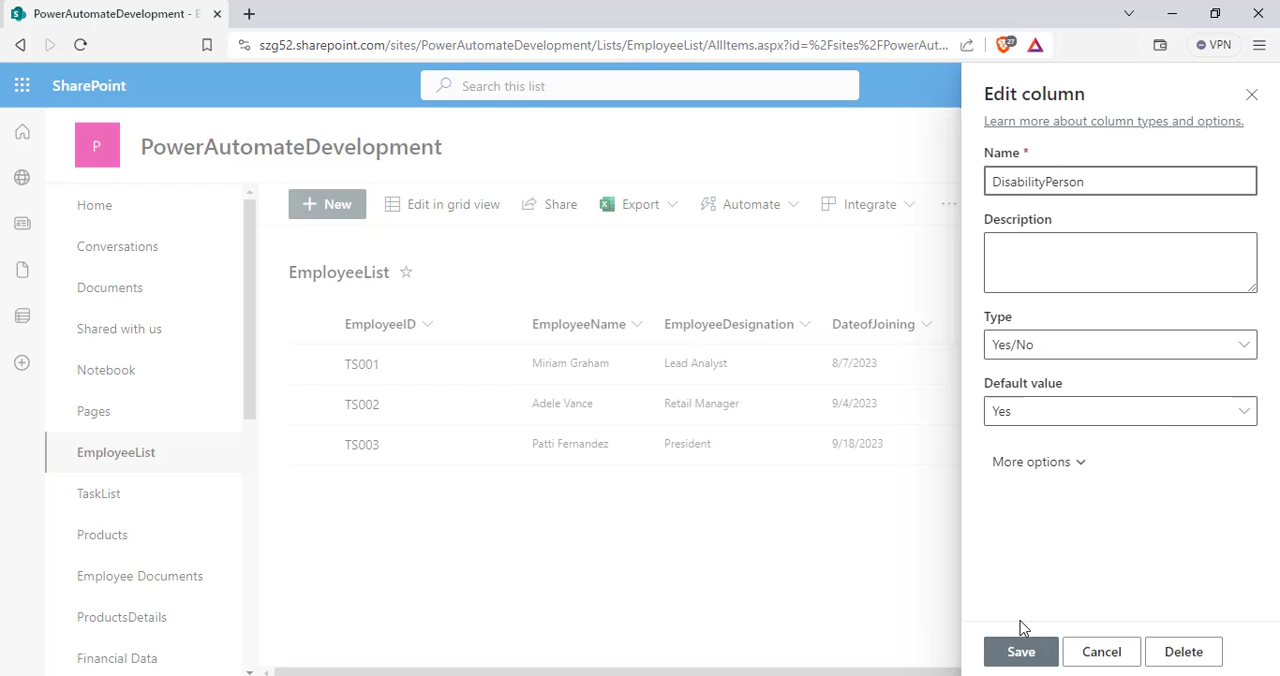 PowerAutomateDevelopment - E
szg52.sharepoint.com/sites/PowerAutomateDevelopment/Lists/EmployeeList/AllItems.aspx?id=%2Fsites%2FPowerAut...
27
VPN
SharePoint
Search this list
P
PowerAutomateDevelopment
Home
Conversations
Documents
Shared with us
Notebook
Pages
EmployeeList
TaskList
Products
Employee Documents
ProductsDetails
Financial Data
New
Edit in grid view
Share
Export
Automate
Integrate
...
EmployeeList
EmployeeID EmployeeName EmployeeDesignation DateofJoining
TS001 Miriam Graham Lead Analyst 8/7/2023
TS002 Adele Vance Retail Manager 9/4/2023
TS003 Patti Fernandez President 9/18/2023
Edit column
Learn more about column types and options.
Name *
DisabilityPerson
Description
Type
Yes/No
Default value
Yes
More options
Save Cancel Delete